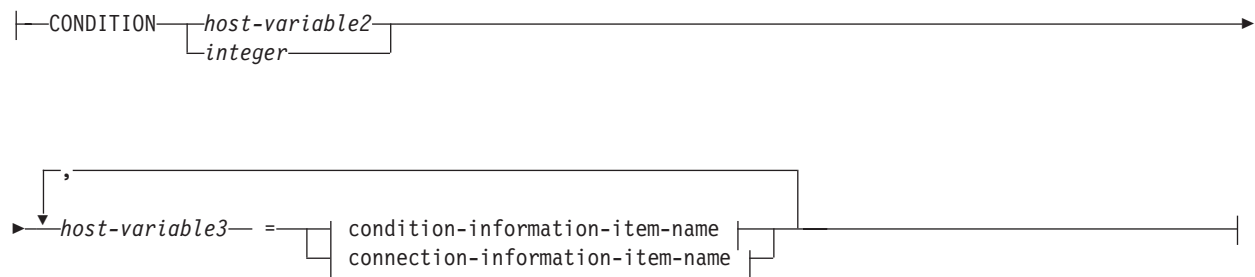 CONDITION host-variable2
integer
,
host-variable3 = condition-information-item-name
connection-information-item-name